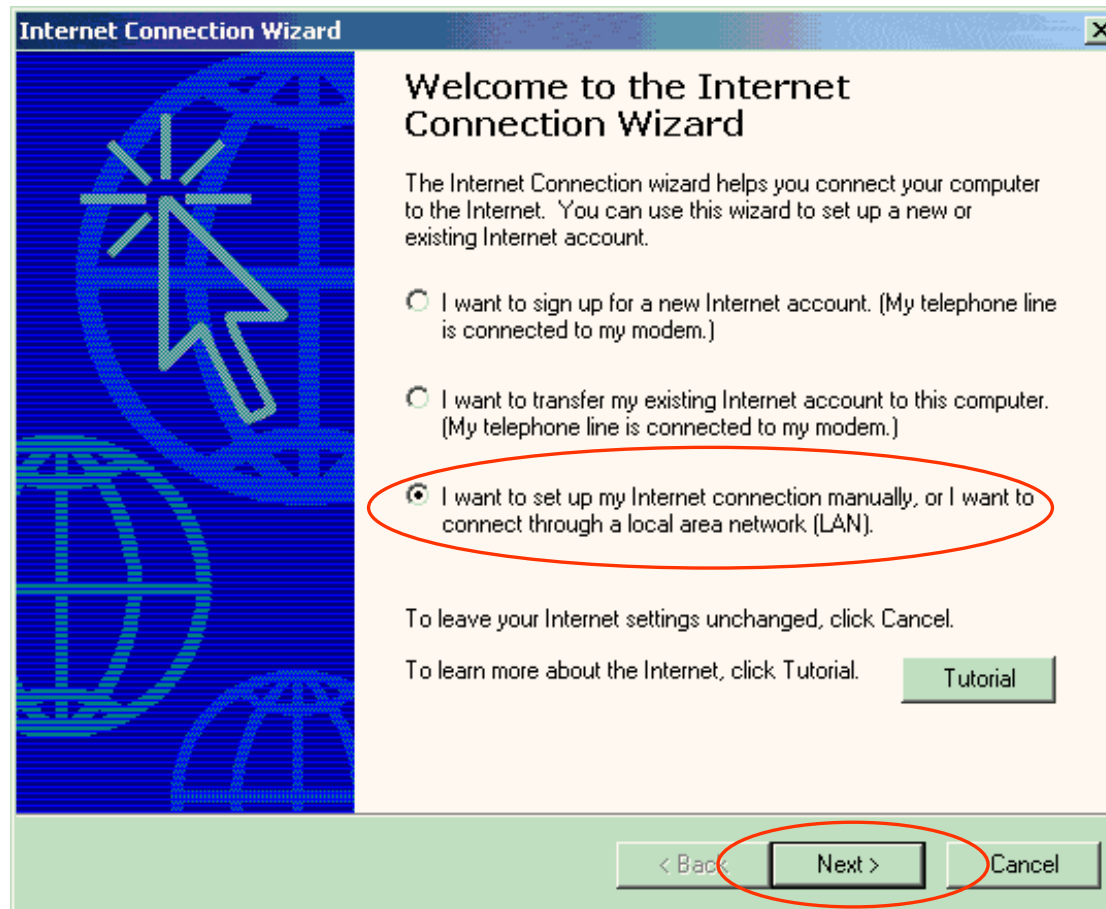 Internet Connection Wizard
Welcome to the Internet
Connection Wizard
The Internet Connection wizard helps you connect your computer
to the Internet.  You can use this wizard to set up a new or
existing Internet account.
I want to sign up for a new Internet account. (My telephone line
is connected to my modem.)
I want to transfer my existing Internet account to this computer.
(My telephone line is connected to my modem.)
I want to set up my Internet connection manually, or I want to
connect through a local area network (LAN).
To leave your Internet settings unchanged, click Cancel.
To learn more about the Internet, click Tutorial.
Tutorial
< Back
Next >
Cancel